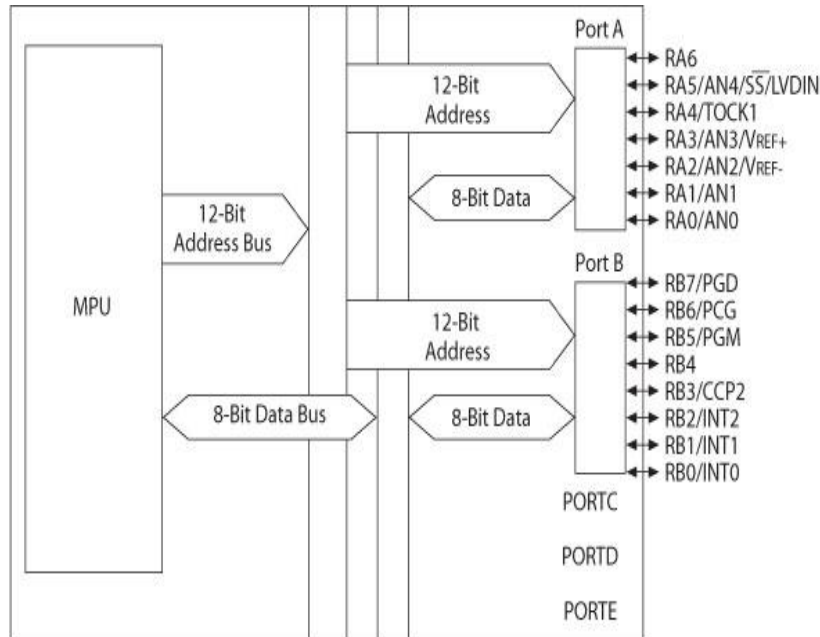 Port A
RA6
RA5/AN4/SS/LVDIN
RA4/TOCK1
RA3/AN3/VREF+
RA2/AN2/VREF-
RA1/AN1
RA0/AN0
12-Bit
Address
8-Bit Data
12-Bit
Address Bus
MPU
Port B
RB7/PGD
RB6/PCG
RB5/PGM
RB4
RB3/CCP2
RB2/INT2
RB1/INT1
RB0/INT0
12-Bit
Address
8-Bit Data Bus
8-Bit Data
PORTC
PORTD
PORTE